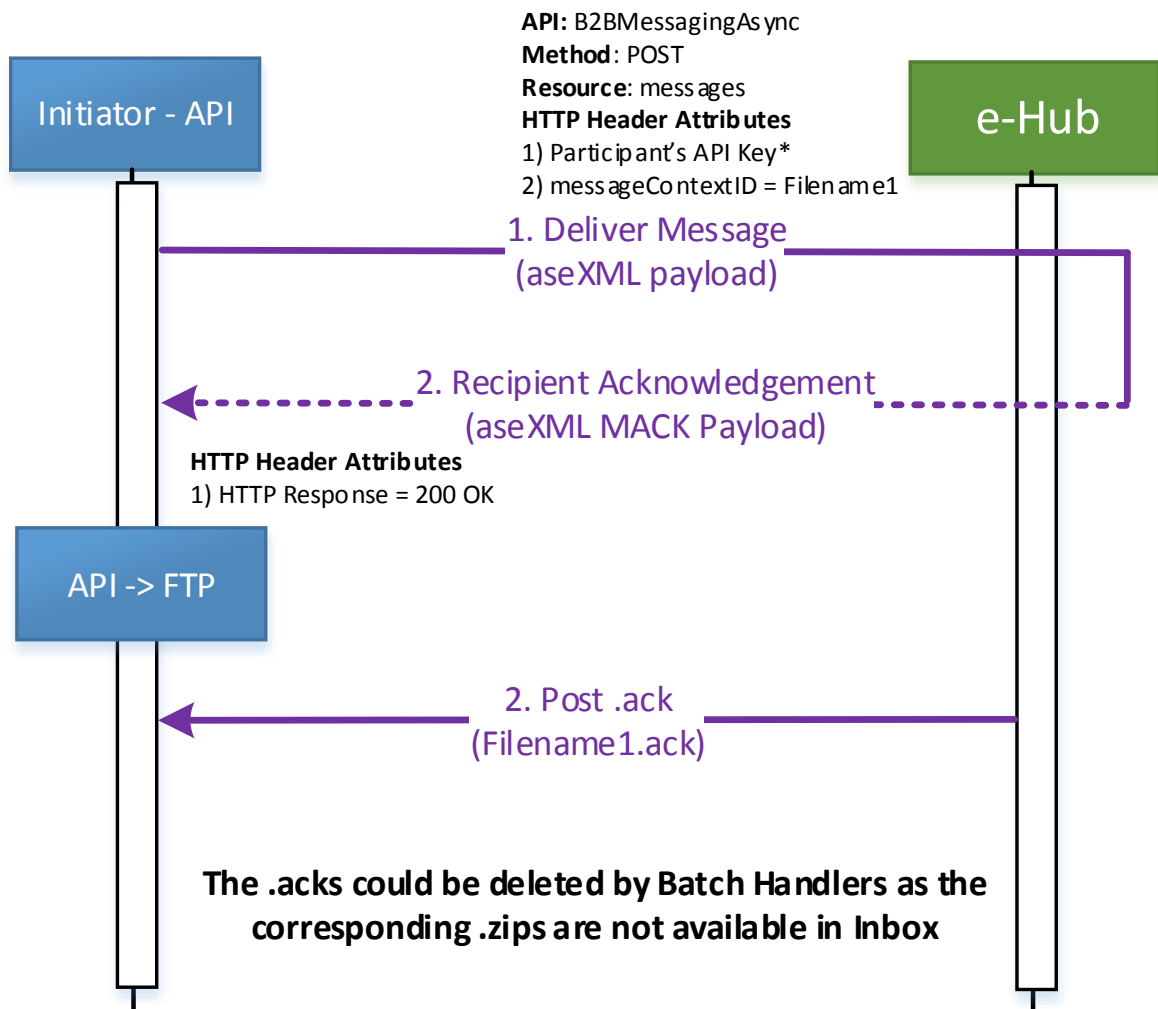 API: B2BMessagingAsync
Method: POST
Resource: messages
HTTP Header Attributes
1) Participant's API Key*
2) messageContextID = Filename1
Initiator - API
e-Hub
1. Deliver Message
(aseXML payload)
2. Recipient Acknowledgement
(aseXML MACK Payload)
HTTP Header Attributes
1) HTTP Response = 200 OK
API -> FTP
2. Post .ack
(Filename1.ack)
The .acks could be deleted by Batch Handlers as the
corresponding .zips are not available in Inbox